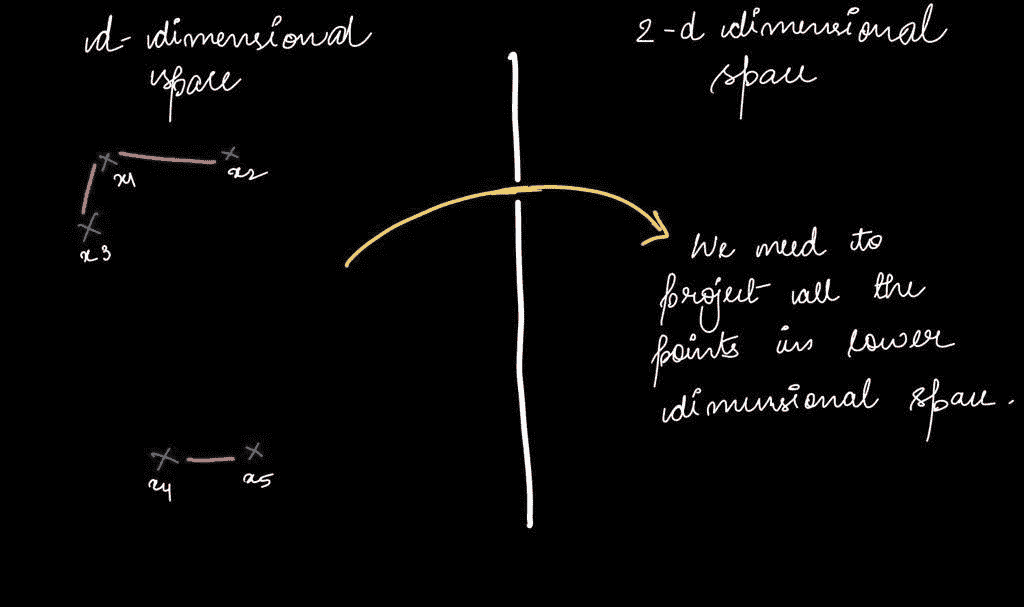 d-dimensional
space
2-d dimensional
space
x1
x2
x3
We need to
project all the
points in lower
dimensional space.
x4
x5